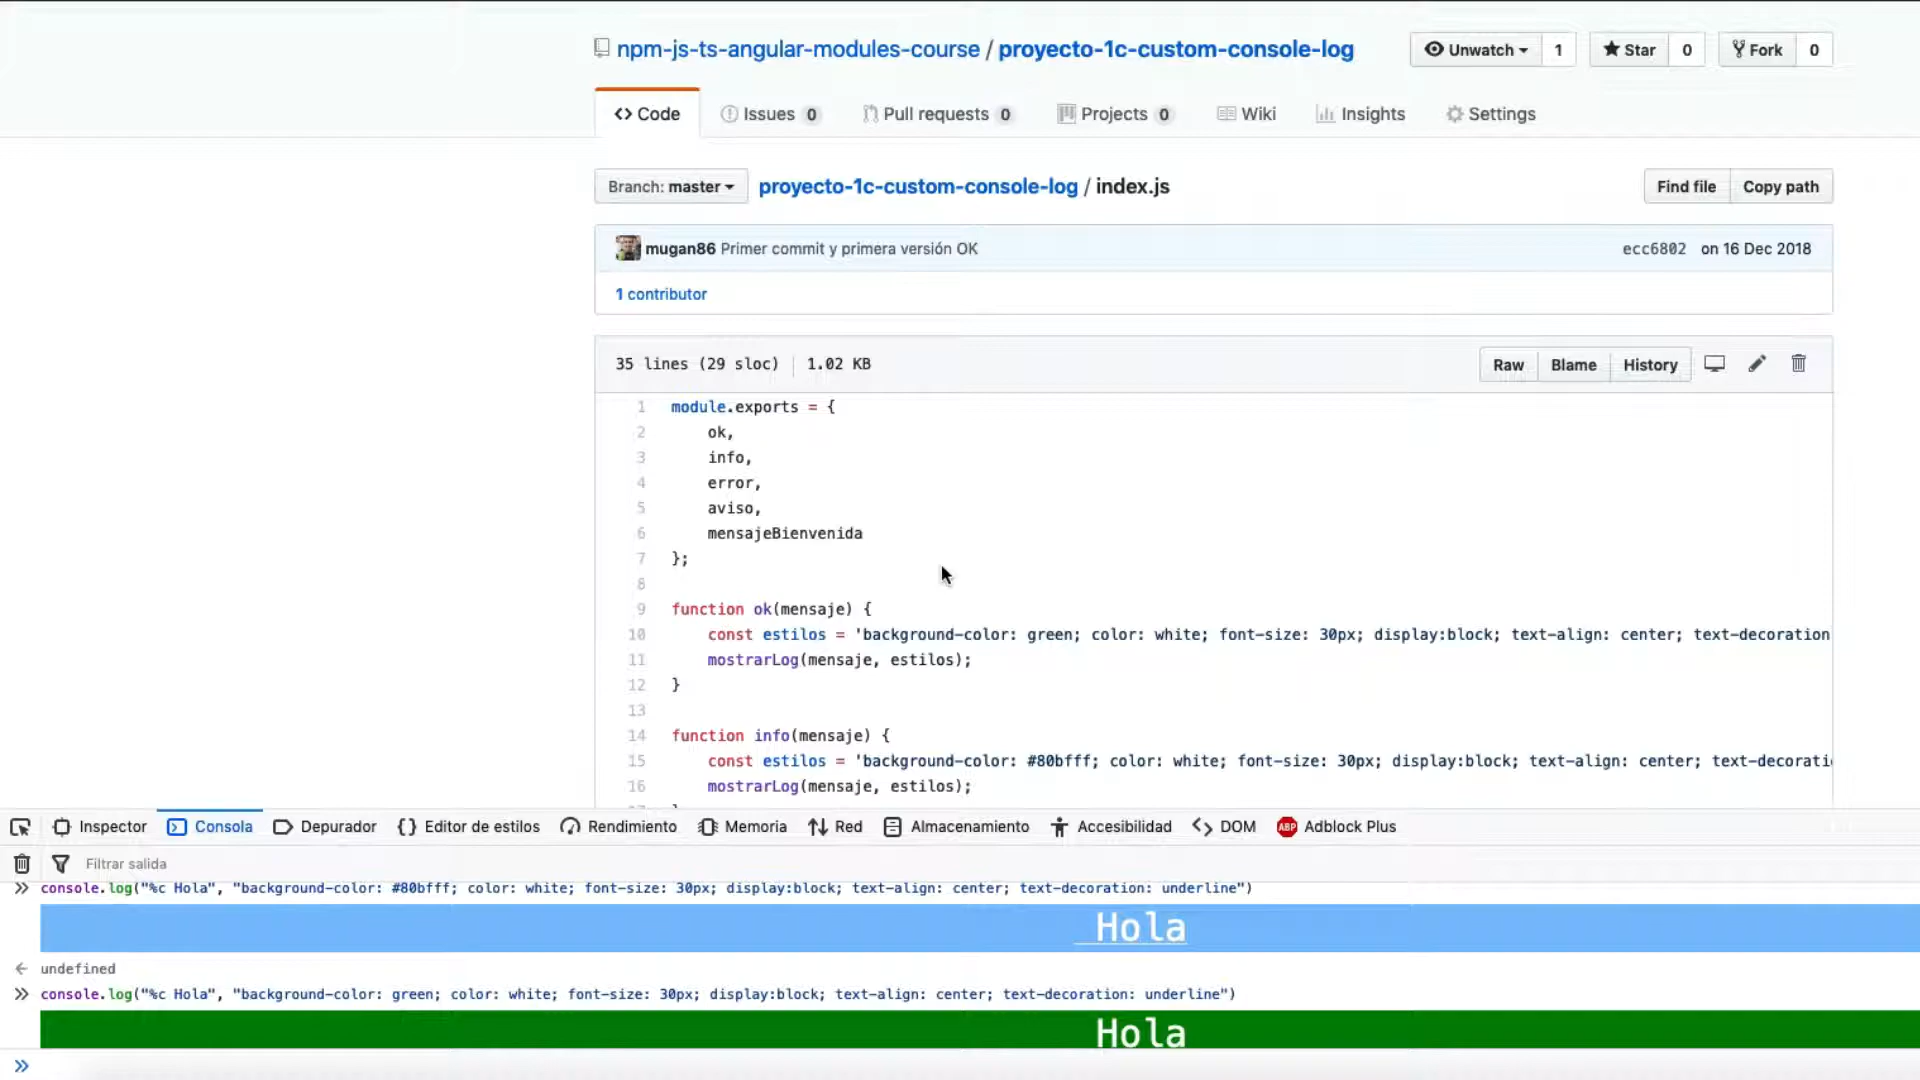 npm-js-ts-angular-modules-course / proyecto-1c-custom-console-log
Unwatch 1 Star 0 Fork 0
Code Issues 0 Pull requests 0 Projects 0 Wiki Insights Settings
Branch: master proyecto-1c-custom-console-log / index.js Find file Copy path
mugan86 Primer commit y primera versión OK ecc6802 on 16 Dec 2018
1 contributor
35 lines (29 sloc) 1.02 KB Raw Blame History
1 module.exports = {
2 ok,
3 info,
4 error,
5 aviso,
6 mensajeBienvenida
7 };
8
9 function ok(mensaje) {
10 const estilos = 'background-color: green; color: white; font-size: 30px; display:block; text-align: center; text-decoration
11 mostrarLog(mensaje, estilos);
12 }
13
14 function info(mensaje) {
15 const estilos = 'background-color: #80bfff; color: white; font-size: 30px; display:block; text-align: center; text-decorati
16 mostrarLog(mensaje, estilos);
Inspector Consola Depurador {} Editor de estilos Rendimiento Memoria Red Almacenamiento Accesibilidad DOM ABP Adblock Plus
Filtrar salida
>> console.log("%c Hola", "background-color: #80bfff; color: white; font-size: 30px; display:block; text-align: center; text-decoration: underline")
Hola
← undefined
>> console.log("%c Hola", "background-color: green; color: white; font-size: 30px; display:block; text-align: center; text-decoration: underline")
Hola
>>